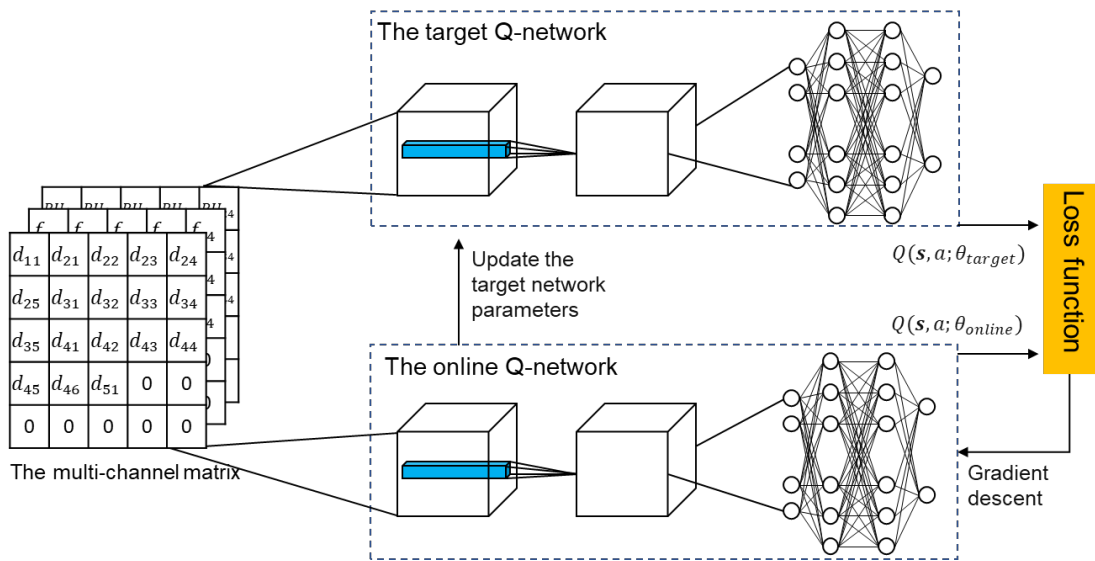 The target Q-network
d₁₁ d₂₁ d₂₂ d₂₃ d₂₄
d₂₅ d₃₁ d₃₂ d₃₃ d₃₄
d₃₅ d₄₁ d₄₂ d₄₃ d₄₄
d₄₅ d₄₆ d₅₁ 0 0
0 0 0 0 0
The multi-channel matrix
Update the
target network
parameters
Q(s,a;θ_target)
Q(s,a;θ_online)
Loss function
The online Q-network
Gradient
descent